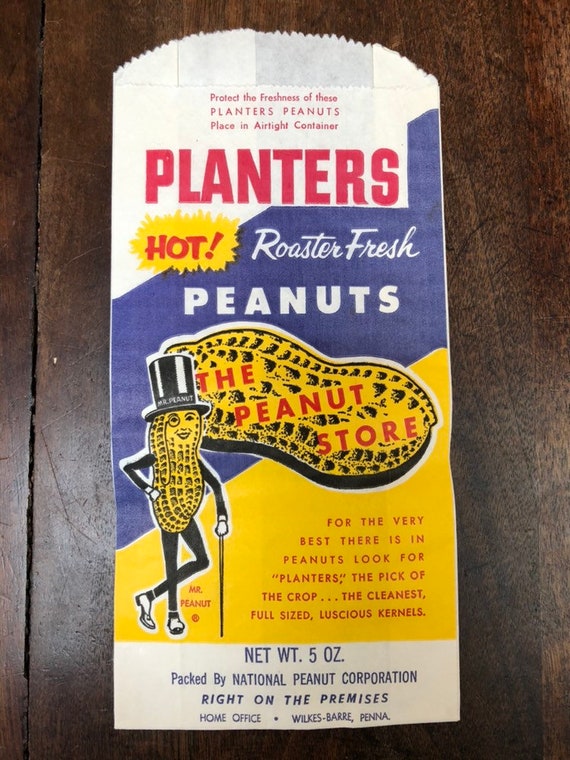 Protect the Freshness of these
PLANTERS PEANUTS
Place in Airtight Container
PLANTERS
HOT! Roaster Fresh
PEANUTS
THE
PEANUT
STORE
MR. PEANUT
FOR THE VERY
BEST THERE IS IN
PEANUTS LOOK FOR
"PLANTERS," THE PICK OF
THE CROP . . . THE CLEANEST,
FULL SIZED, LUSCIOUS KERNELS.
MR.
PEANUT
®
NET WT. 5 OZ.
Packed By NATIONAL PEANUT CORPORATION
RIGHT ON THE PREMISES
HOME OFFICE • WILKES-BARRE, PENNA.